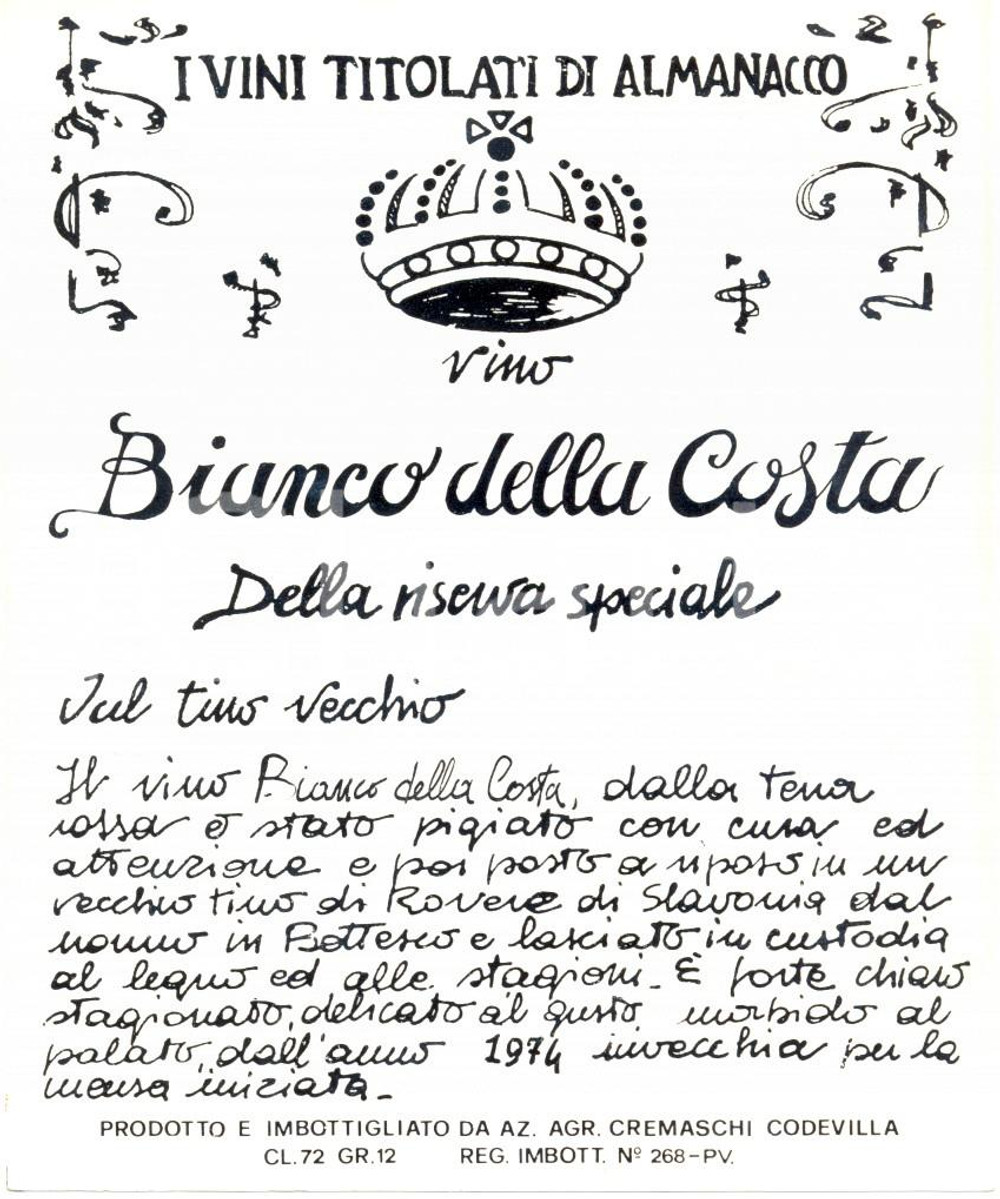 I VINI TITOLATI DI ALMANACCO
vino
Bianco della Costa
Della riserva speciale
Sul tino vecchio
Il vino Bianco della Costa, dalla terra
rossa è stato pigiato con cura ed
attenzione e poi posto a riposo in un
vecchio tino di Rovere di Slavonia dal
nonno in Bottesco e lasciato in custodia
al legno ed alle stagioni. È forte chiaro
stagionato, delicato al gusto morbido al
palato, dall'anno 1974 invecchia per la
mensa iniziata.
PRODOTTO E IMBOTTIGLIATO DA AZ. AGR. CREMASCHI CODEVILLA
CL.72 GR.12 REG. IMBOTT. Nº 268-PV.